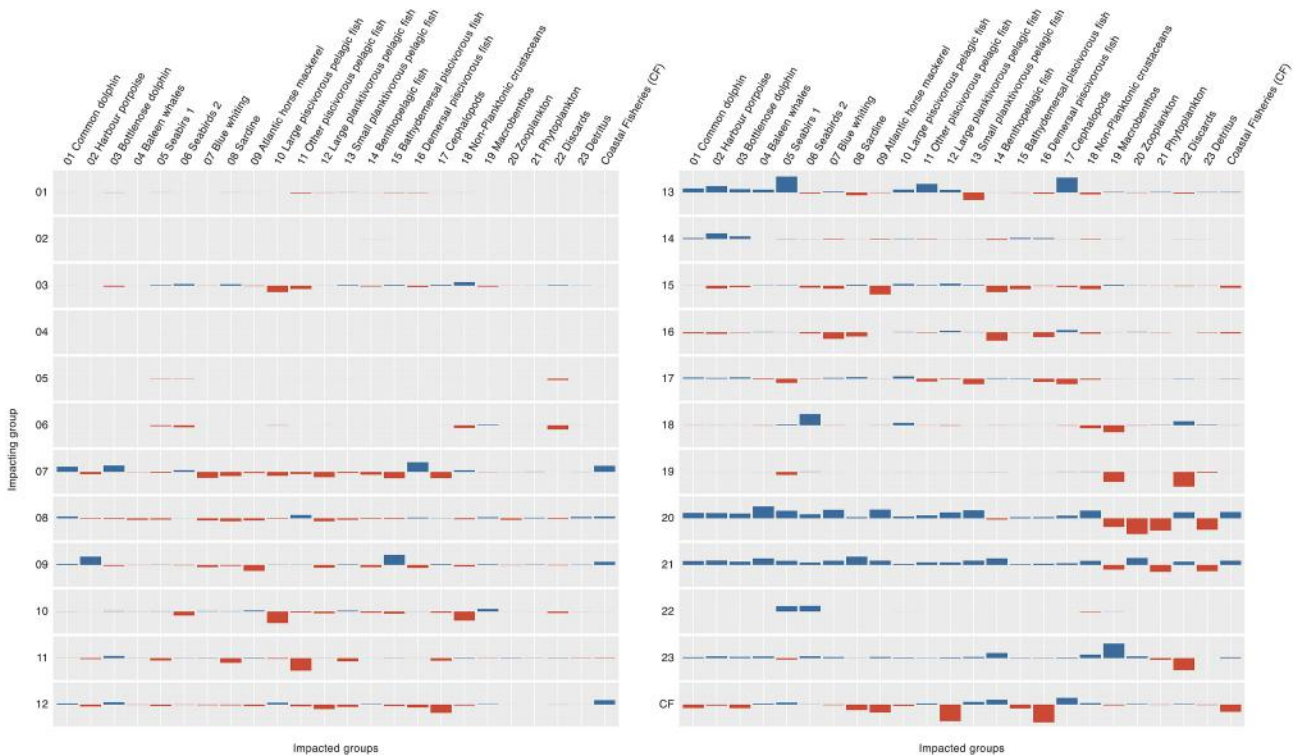 01 Common dolphin
02 Harbour porpoise
03 Bottlenose dolphin
04 Baleen whales
05 Seabirs 1
06 Seabirds 2
07 Blue whiting
08 Sardine
09 Atlantic horse mackerel
10 Large piscivorous pelagic fish
11 Other piscivorous pelagic fish
12 Large planktivorous pelagic fish
13 Small planktivorous pelagic fish
14 Benthopelagic fish
15 Bathydemersal piscivorous fish
16 Demersal piscivorous fish
17 Cephalopods
18 Non-Planktonic crustaceans
19 Macrobenthos
20 Zooplankton
21 Phytoplankton
22 Discards
23 Detritus
Coastal Fisheries (CF)
Impacting group
01
02
03
04
05
06
07
08
09
10
11
12
Impacted groups
01 Common dolphin
02 Harbour porpoise
03 Bottlenose dolphin
04 Baleen whales
05 Seabirs 1
06 Seabirds 2
07 Blue whiting
08 Sardine
09 Atlantic horse mackerel
10 Large piscivorous pelagic fish
11 Other piscivorous pelagic fish
12 Large planktivorous pelagic fish
13 Small planktivorous pelagic fish
14 Benthopelagic fish
15 Bathydemersal piscivorous fish
16 Demersal piscivorous fish
17 Cephalopods
18 Non-Planktonic crustaceans
19 Macrobenthos
20 Zooplankton
21 Phytoplankton
22 Discards
23 Detritus
Coastal Fisheries (CF)
13
14
15
16
17
18
19
20
21
22
23
CF
Impacted groups